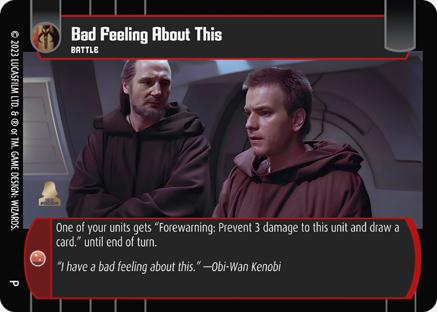 Bad Feeling About This
BATTLE
One of your units gets “Forewarning: Prevent 3 damage to this unit and draw a
card.” until end of turn.
“I have a bad feeling about this.” —Obi-Wan Kenobi
© 2023 LUCASFILM LTD. & ® or TM. GAME DESIGN: WIZARDS.
P